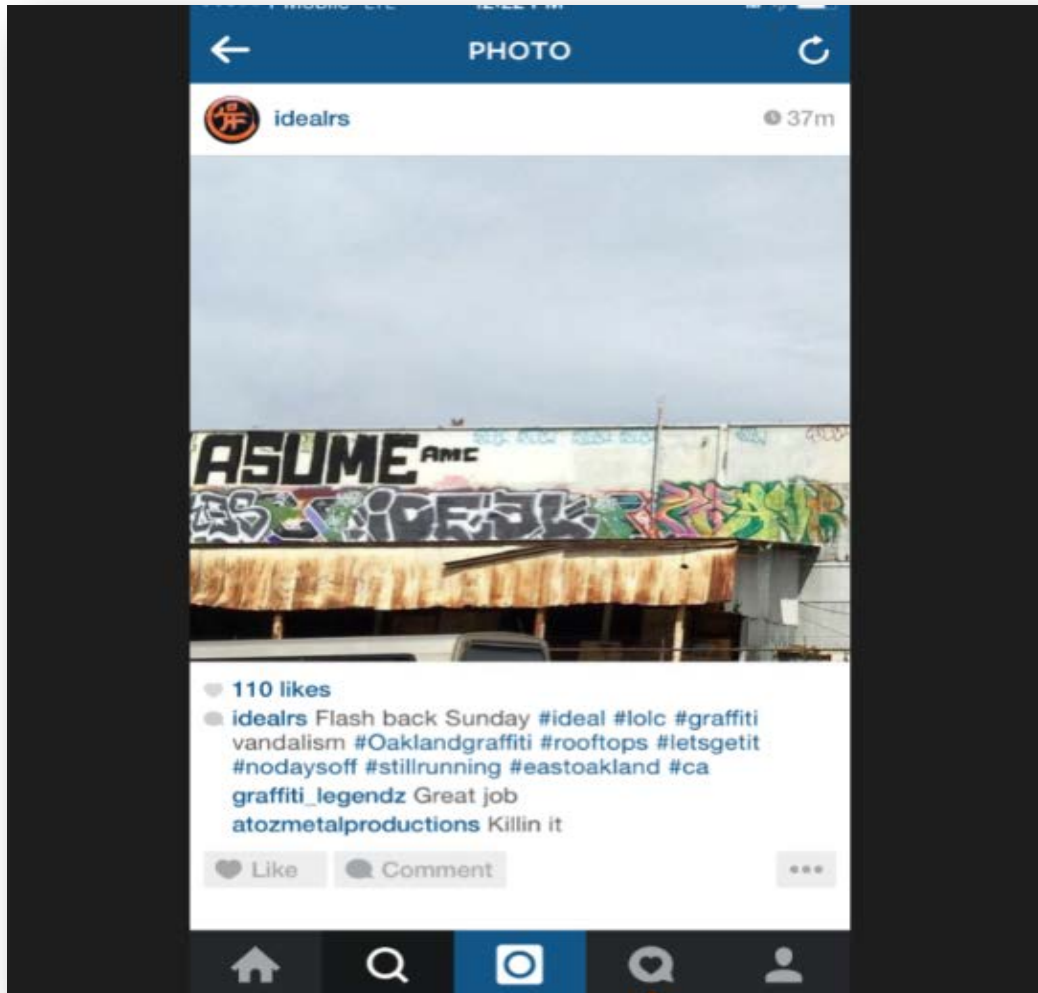 PHOTO
idealrs 37m
ASUME AMC
IDEAL
110 likes
idealrs Flash back Sunday #ideal #lolc #graffiti
vandalism #Oaklandgraffiti #rooftops #letsgetit
#nodaysoff #stillrunning #eastoakland #ca
graffiti_legendz Great job
atozmetalproductions Killin it
Like Comment